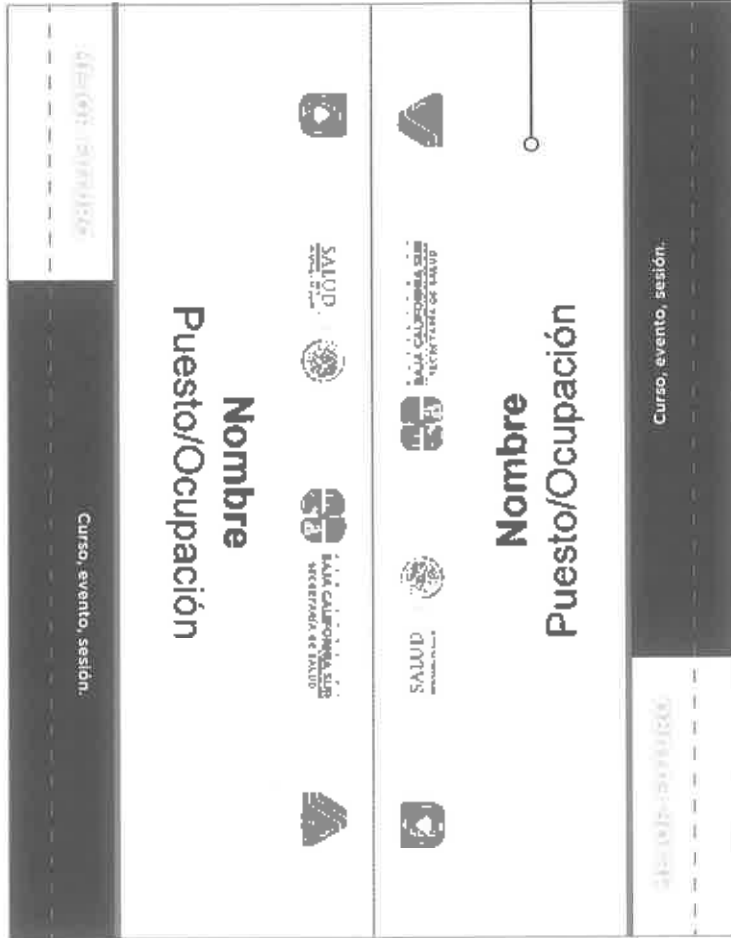 SALUD
BAJA CALIFORNIA SUR
SECRETARÍA DE SALUD
Nombre
Puesto/Ocupación
Curso, evento, sesión.
BAJA CALIFORNIA SUR
SECRETARÍA DE SALUD
SALUD
Nombre
Puesto/Ocupación
Curso, evento, sesión.